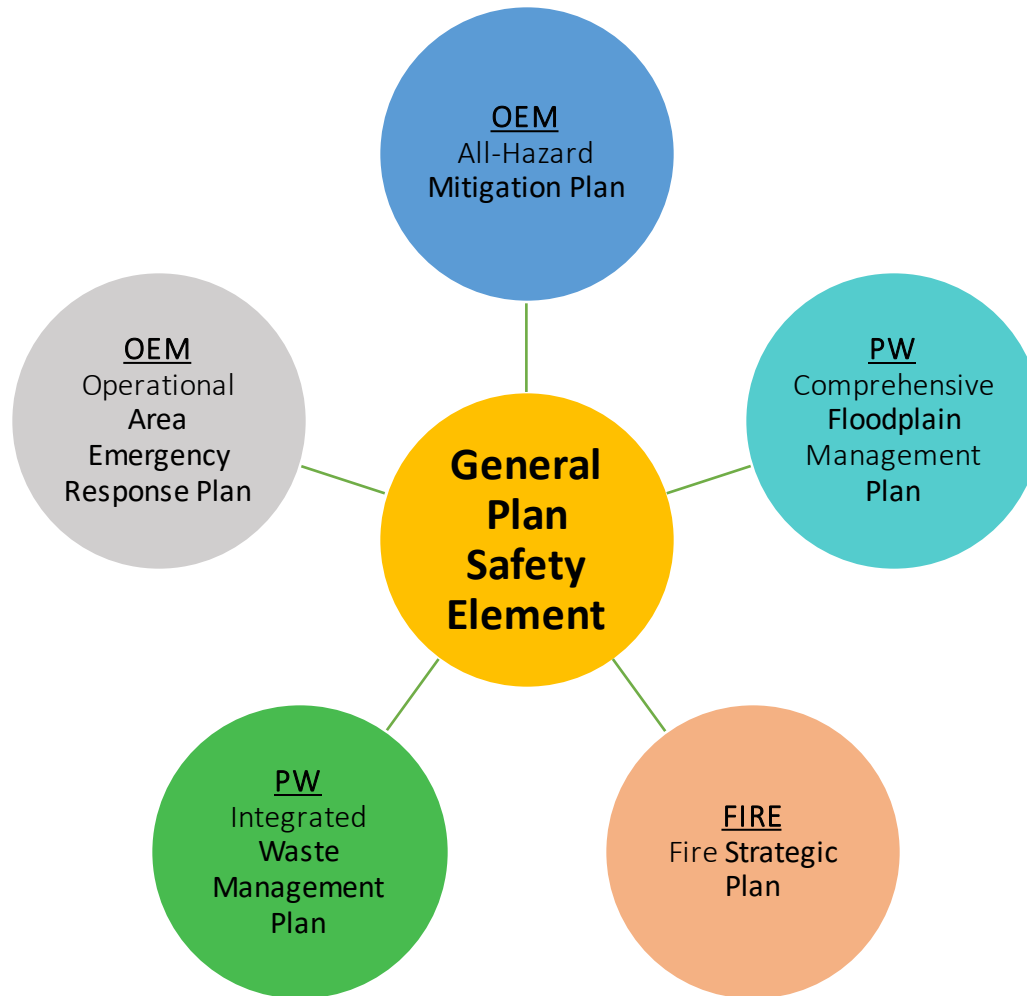 OEM
All-Hazard
Mitigation Plan
OEM
Operational
Area
Emergency
Response Plan
PW
Comprehensive
Floodplain
Management
Plan
General
Plan
Safety
Element
PW
Integrated
Waste
Management
Plan
FIRE
Fire Strategic
Plan